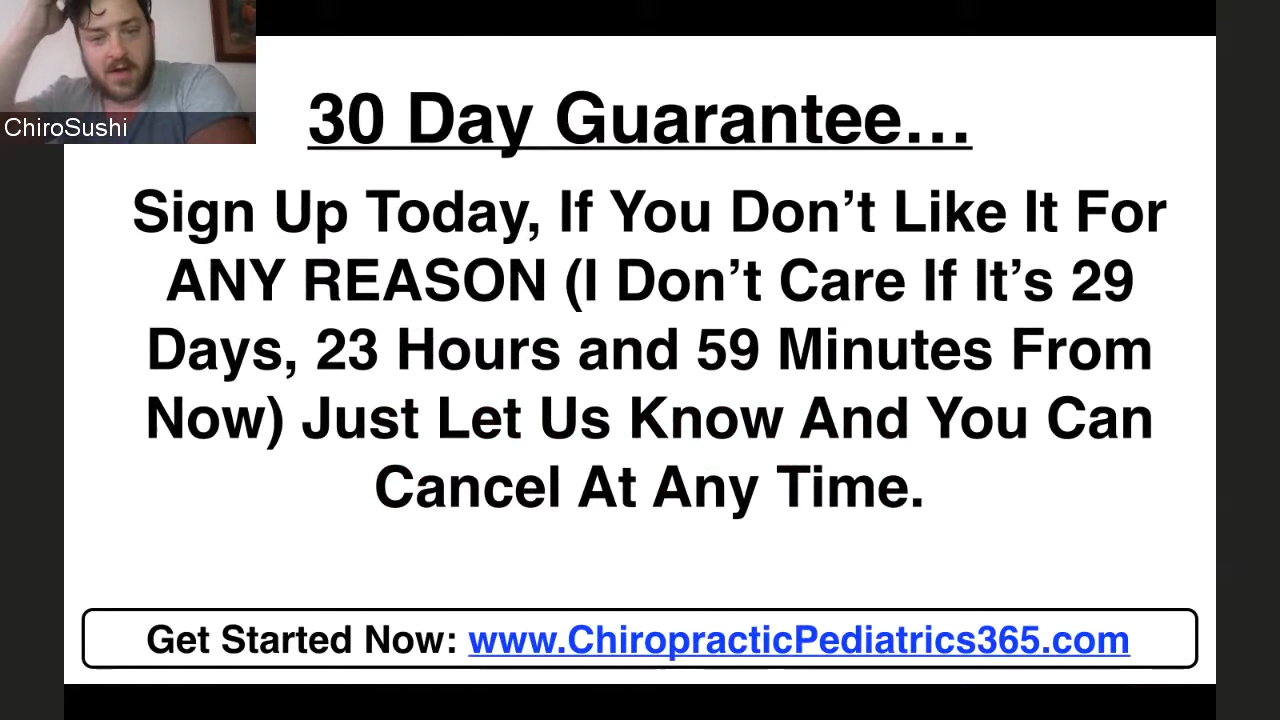 ChiroSushi
30 Day Guarantee…
Sign Up Today, If You Don’t Like It For
ANY REASON (I Don’t Care If It’s 29
Days, 23 Hours and 59 Minutes From
Now) Just Let Us Know And You Can
Cancel At Any Time.
Get Started Now: www.ChiropracticPediatrics365.com